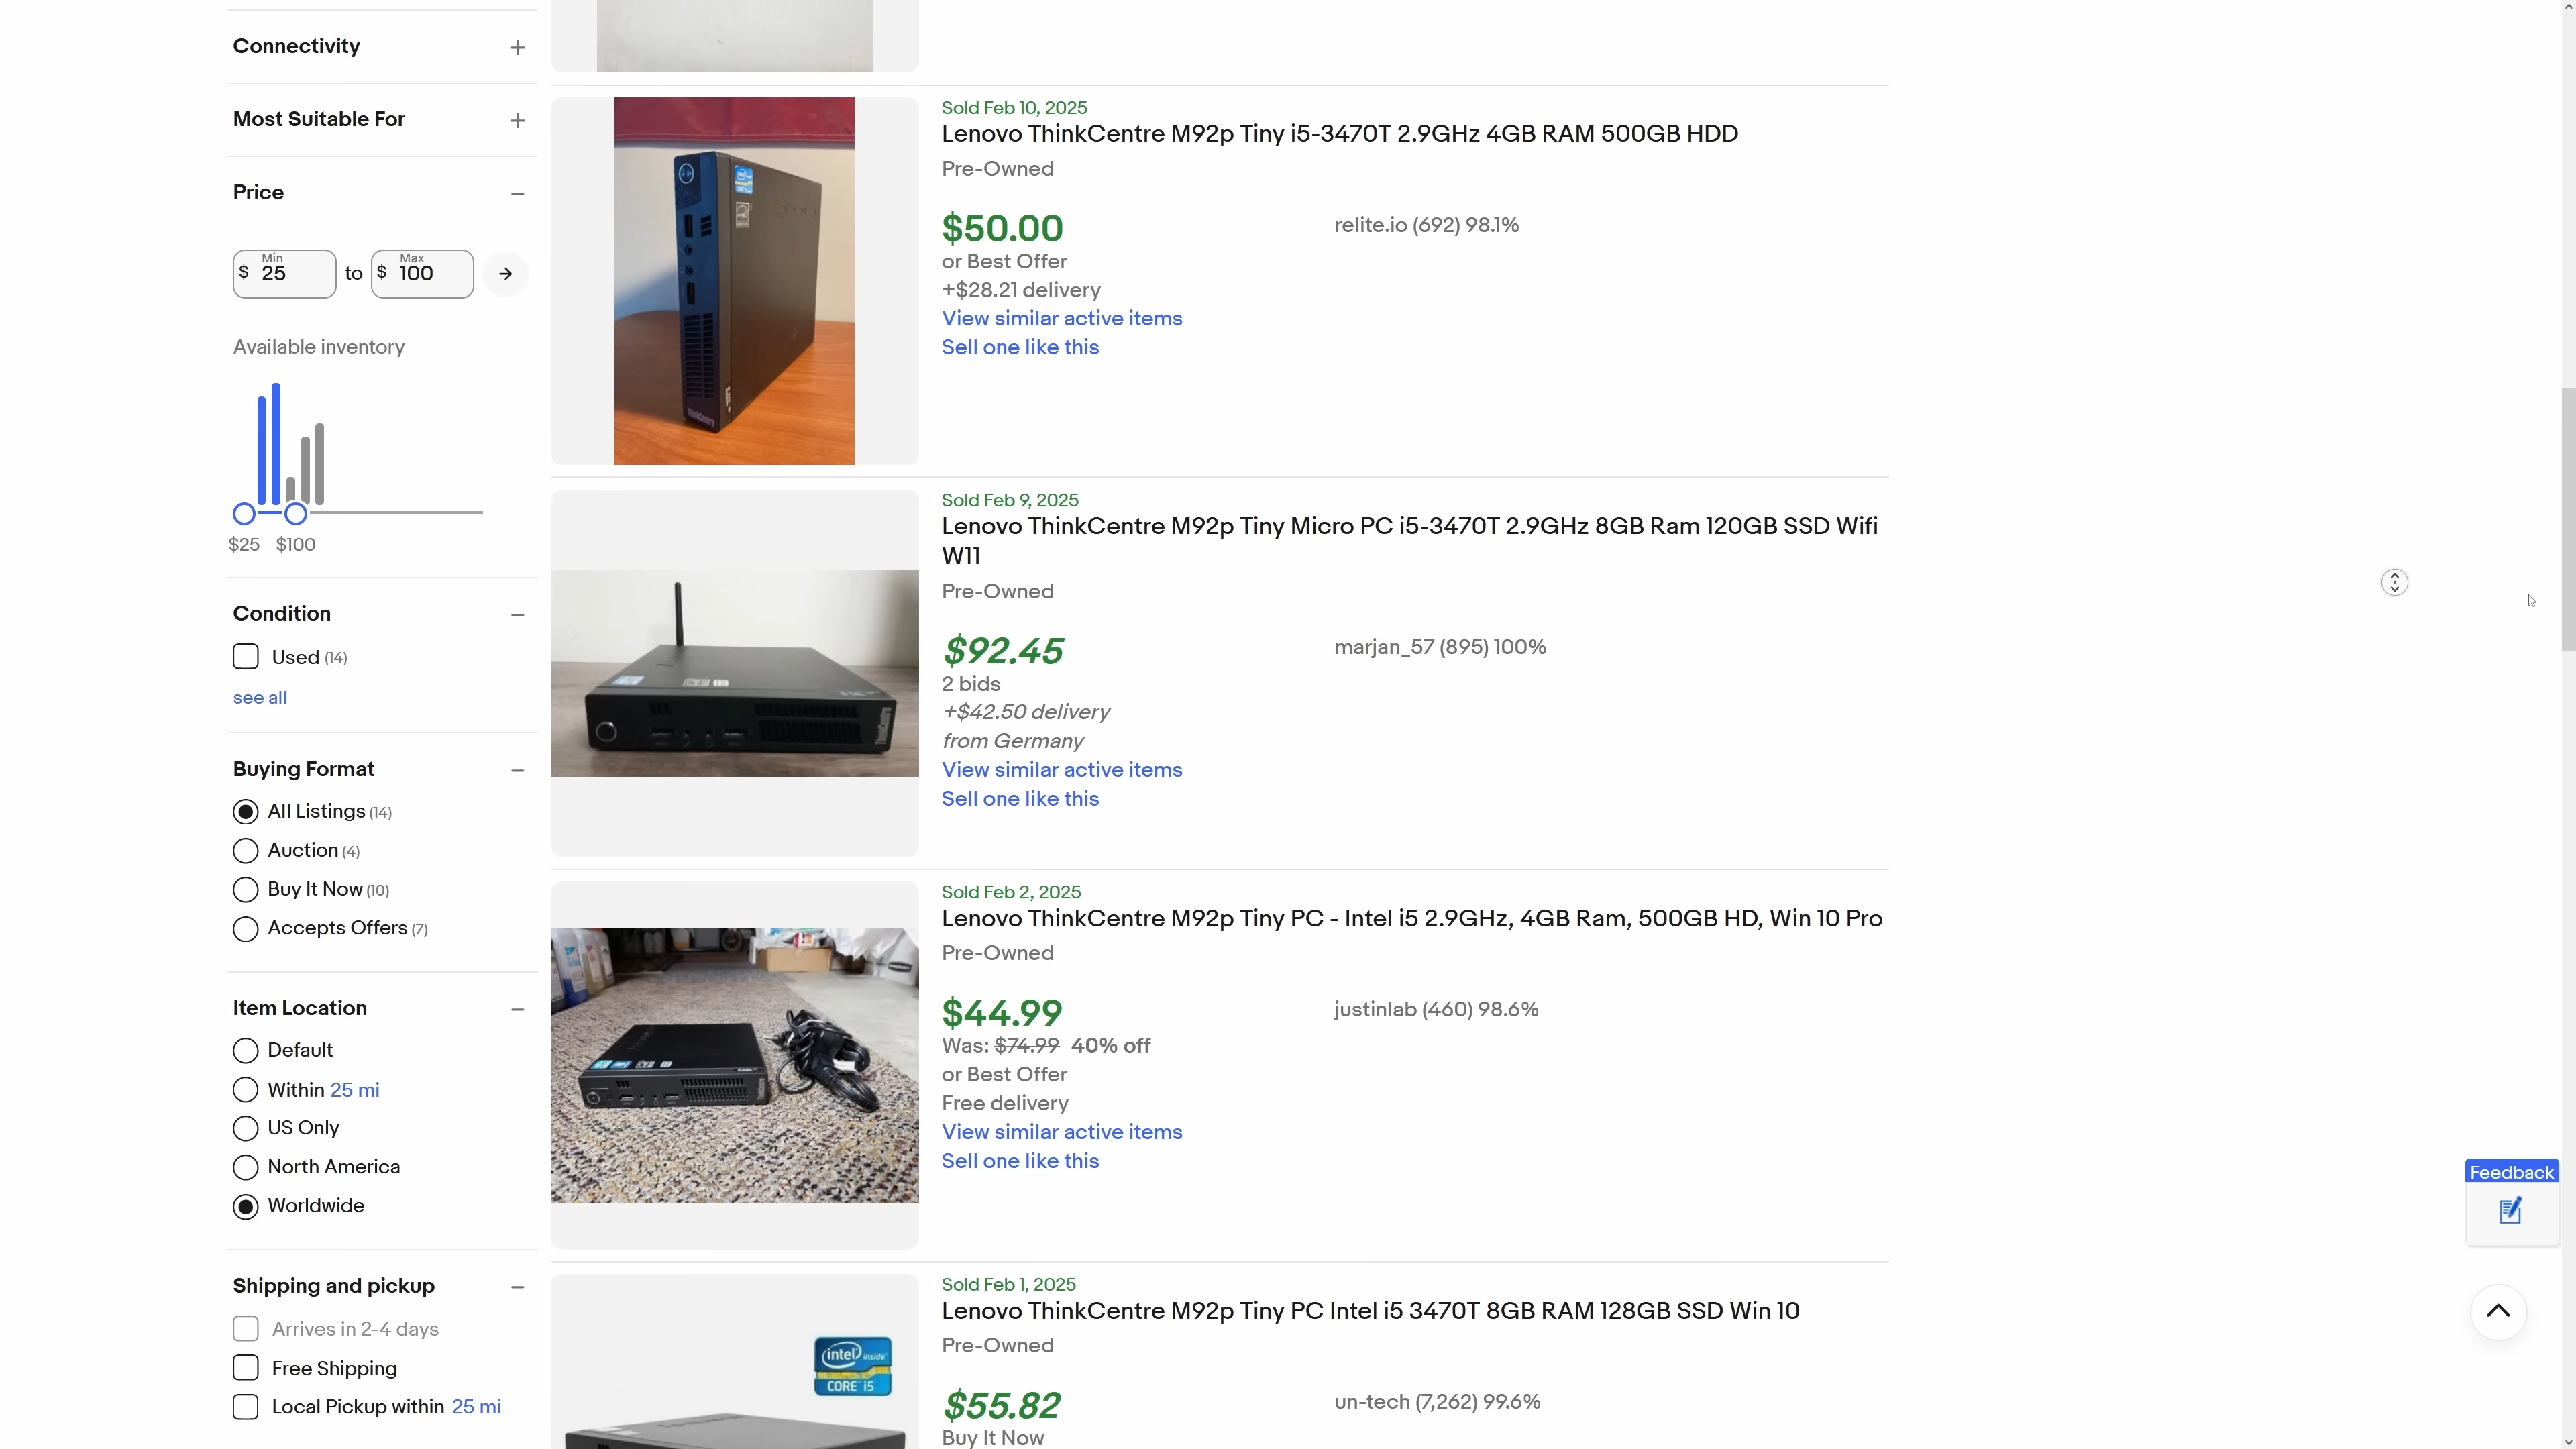 Connectivity
Most Suitable For
Price
Min
$ 25
to
Max
$ 100
Available inventory
$25 $100
Condition
Used (14)
see all
Buying Format
All Listings (14)
Auction (4)
Buy It Now (10)
Accepts Offers (7)
Item Location
Default
Within 25 mi
US Only
North America
Worldwide
Shipping and pickup
Arrives in 2-4 days
Free Shipping
Local Pickup within 25 mi
Sold Feb 10, 2025
Lenovo ThinkCentre M92p Tiny i5-3470T 2.9GHz 4GB RAM 500GB HDD
Pre-Owned
$50.00
relite.io (692) 98.1%
or Best Offer
+$28.21 delivery
View similar active items
Sell one like this
Sold Feb 9, 2025
Lenovo ThinkCentre M92p Tiny Micro PC i5-3470T 2.9GHz 8GB Ram 120GB SSD Wifi
W11
Pre-Owned
$92.45
marjan_57 (895) 100%
2 bids
+$42.50 delivery
from Germany
View similar active items
Sell one like this
ThinkCentre
Sold Feb 2, 2025
Lenovo ThinkCentre M92p Tiny PC - Intel i5 2.9GHz, 4GB Ram, 500GB HD, Win 10 Pro
Pre-Owned
$44.99
justinlab (460) 98.6%
Was: $74.99 40% off
or Best Offer
Free delivery
View similar active items
Sell one like this
Sold Feb 1, 2025
Lenovo ThinkCentre M92p Tiny PC Intel i5 3470T 8GB RAM 128GB SSD Win 10
Pre-Owned
$55.82
un-tech (7,262) 99.6%
Buy It Now
intel inside
CORE i5
Feedback